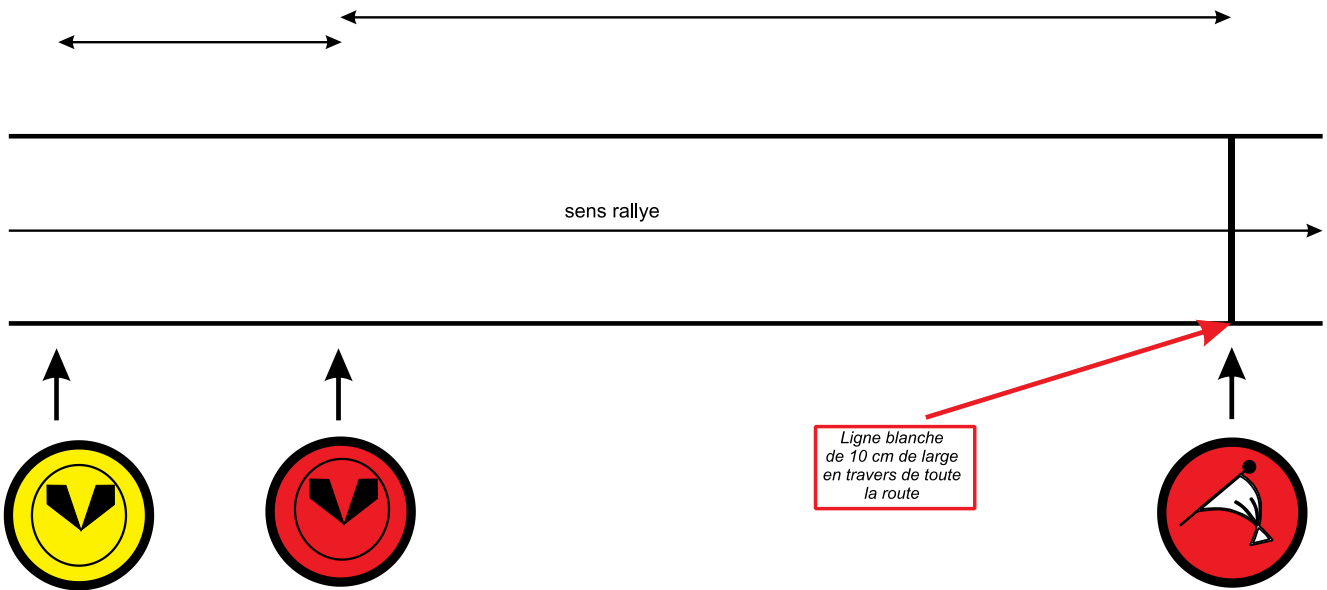 sens rallye
Ligne blanche
de 10 cm de large
en travers de toute
la route